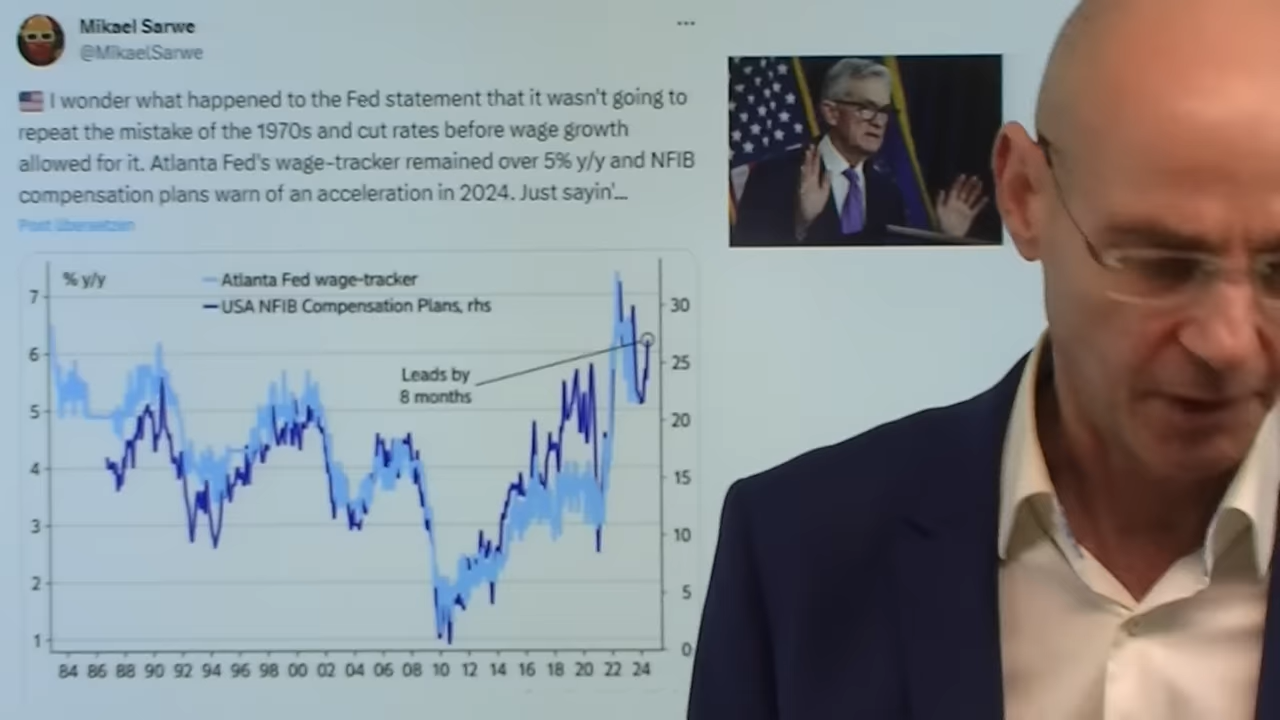 Mikael Sarwe
@MikaelSarwe
...
I wonder what happened to the Fed statement that it wasn't going to
repeat the mistake of the 1970s and cut rates before wage growth
allowed for it. Atlanta Fed's wage-tracker remained over 5% y/y and NFIB
compensation plans warn of an acceleration in 2024. Just sayin'...
Post übersetzen
% y/y
Atlanta Fed wage-tracker
USA NFIB Compensation Plans, rhs
Leads by
8 months
7
6
5
4
3
2
1
30
25
20
15
10
5
0
84 86 88 90 92 94 96 98 00 02 04 06 08 10 12 14 16 18 20 22 24